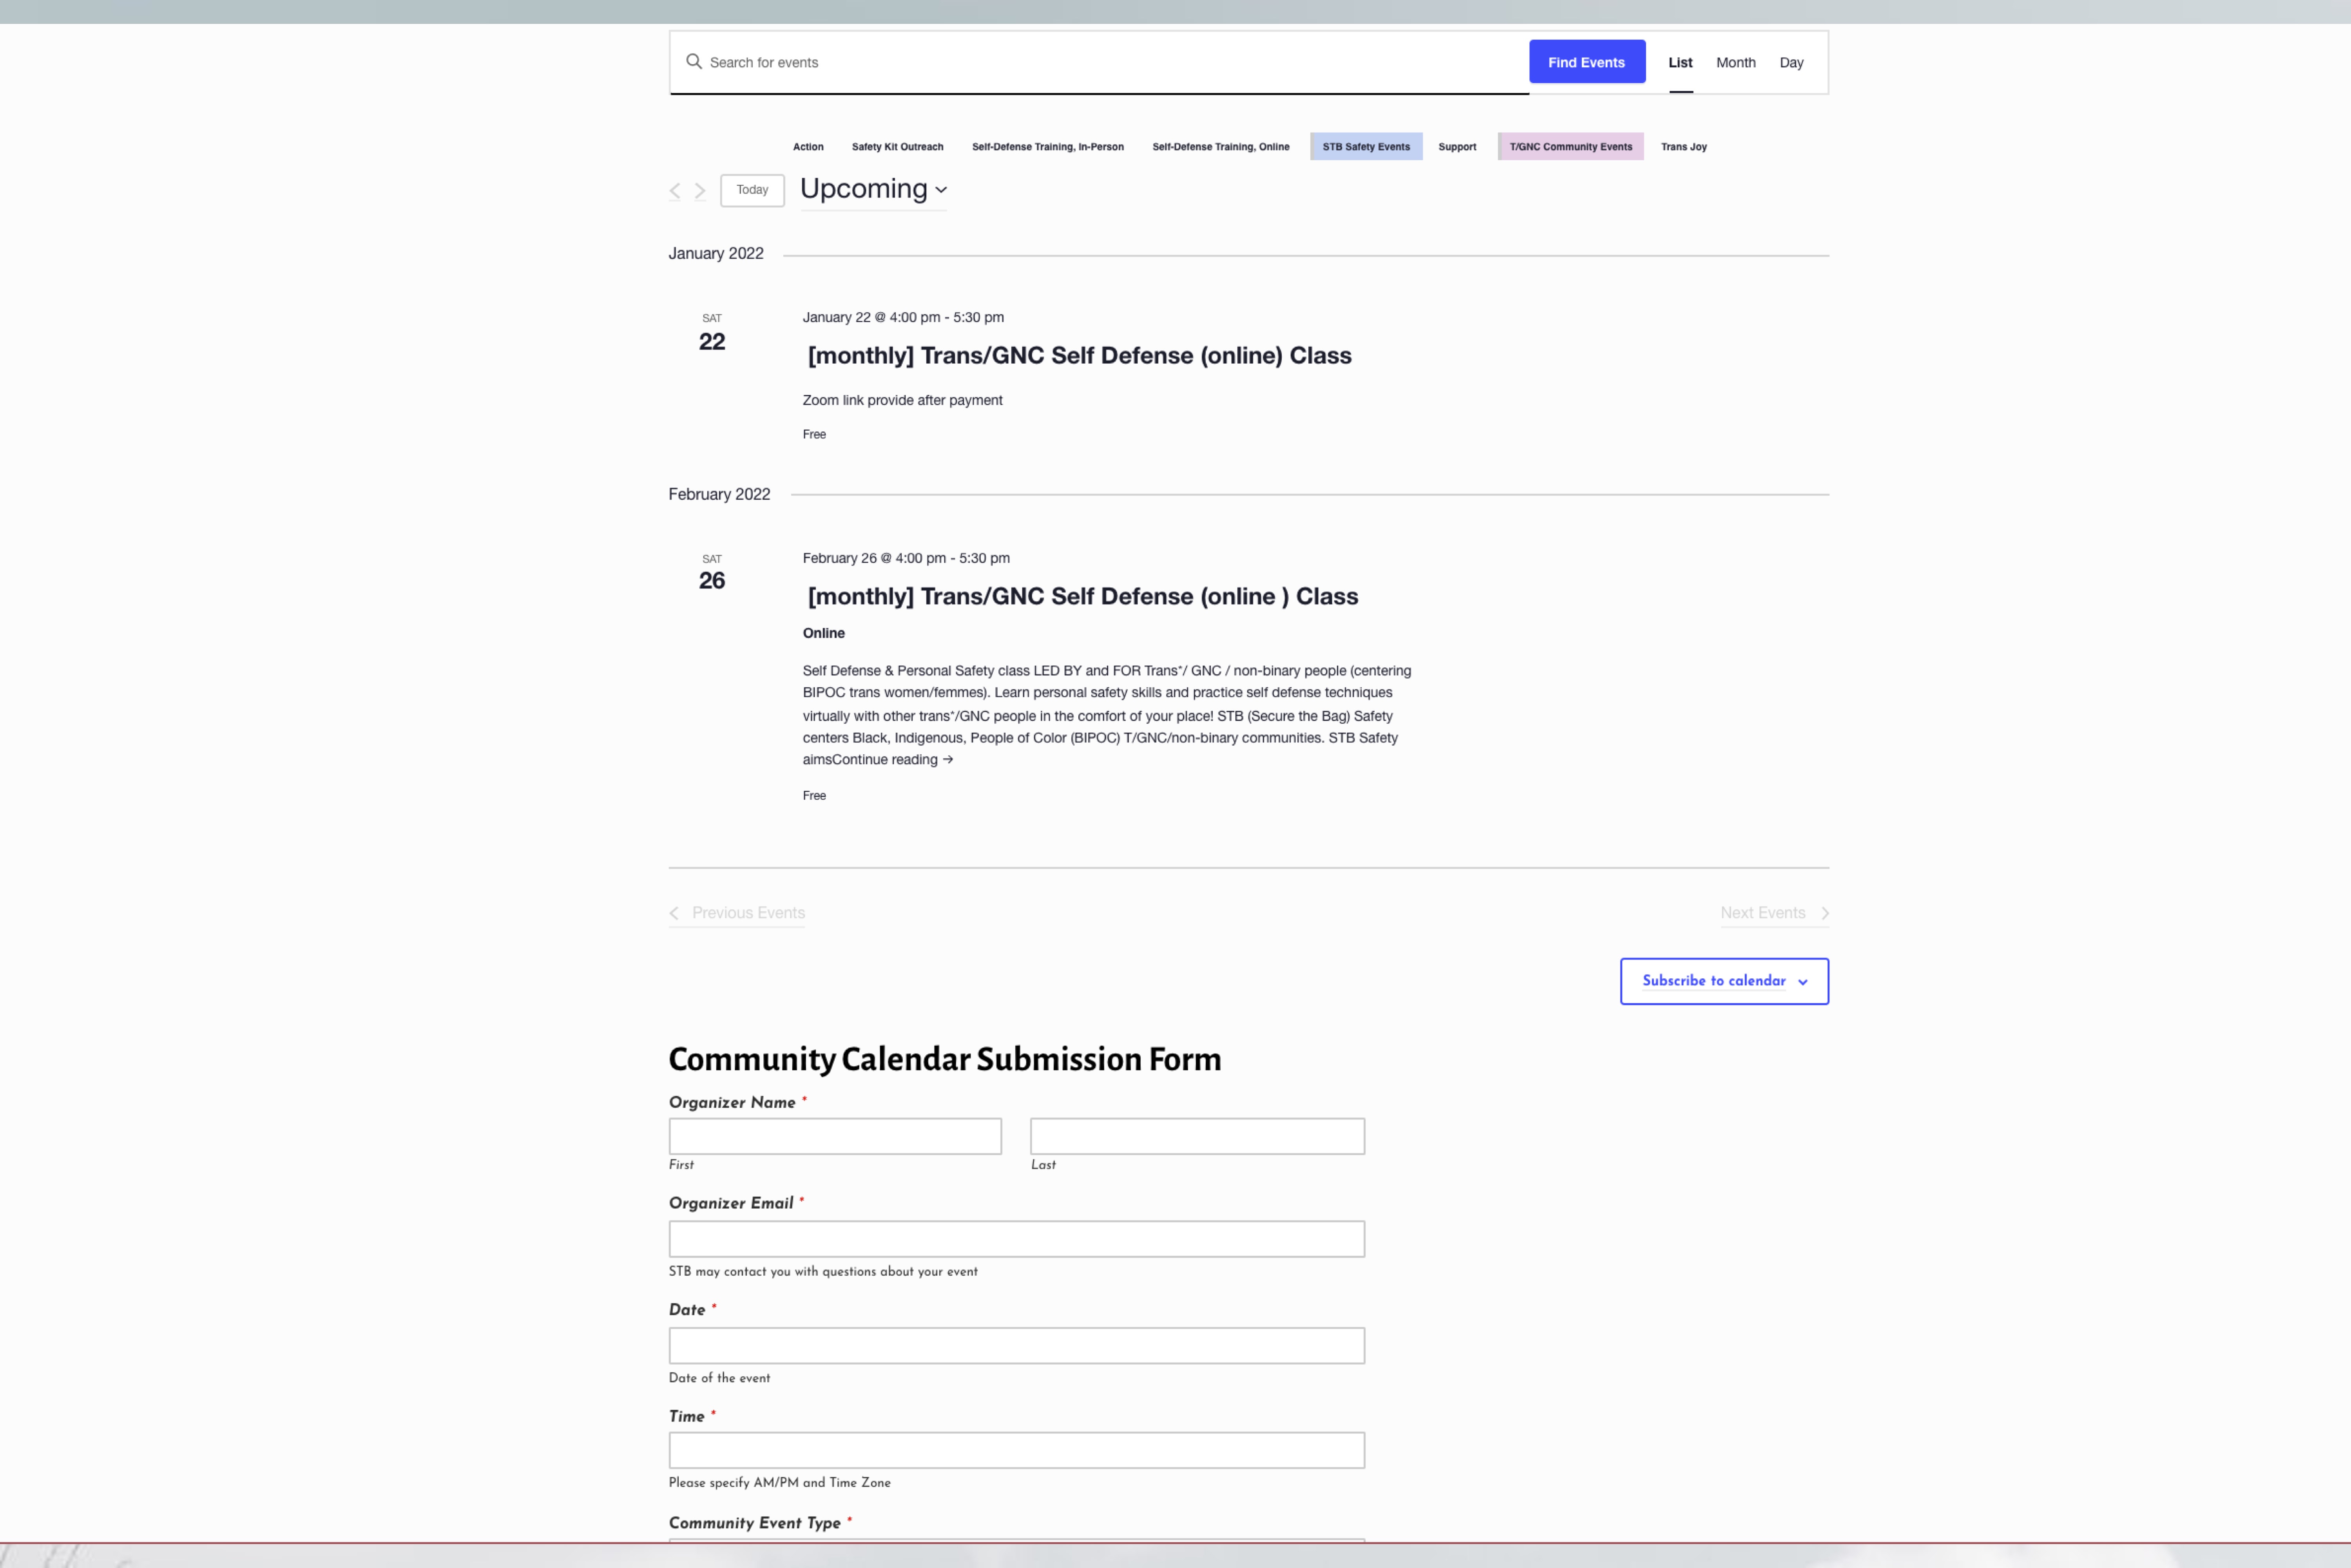 Search for events
Find Events
List
Month
Day
Action
Safety Kit Outreach
Self-Defense Training, In-Person
Self-Defense Training, Online
STB Safety Events
Support
T/GNC Community Events
Trans Joy
Today
Upcoming
January 2022
SAT
22
January 22 @ 4:00 pm - 5:30 pm
[monthly] Trans/GNC Self Defense (online) Class
Zoom link provide after payment
Free
February 2022
SAT
26
February 26 @ 4:00 pm - 5:30 pm
[monthly] Trans/GNC Self Defense (online ) Class
Online
Self Defense & Personal Safety class LED BY and FOR Trans*/ GNC / non-binary people (centering
BIPOC trans women/femmes). Learn personal safety skills and practice self defense techniques
virtually with other trans*/GNC people in the comfort of your place! STB (Secure the Bag) Safety
centers Black, Indigenous, People of Color (BIPOC) T/GNC/non-binary communities. STB Safety
aimsContinue reading →
Free
Previous Events
Next Events
Subscribe to calendar
Community Calendar Submission Form
Organizer Name *
First
Last
Organizer Email *
STB may contact you with questions about your event
Date *
Date of the event
Time *
Please specify AM/PM and Time Zone
Community Event Type *